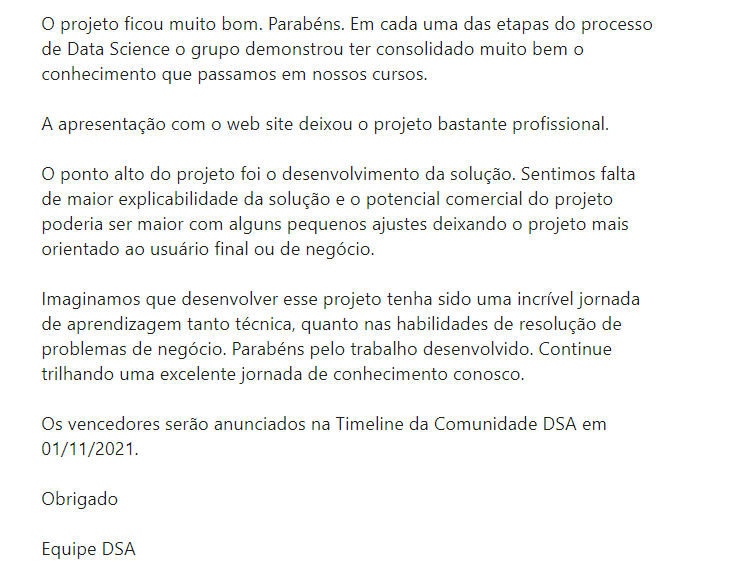 O projeto ficou muito bom. Parabéns. Em cada uma das etapas do processo
de Data Science o grupo demonstrou ter consolidado muito bem o
conhecimento que passamos em nossos cursos.
A apresentação com o web site deixou o projeto bastante profissional.
O ponto alto do projeto foi o desenvolvimento da solução. Sentimos falta
de maior explicabilidade da solução e o potencial comercial do projeto
poderia ser maior com alguns pequenos ajustes deixando o projeto mais
orientado ao usuário final ou de negócio.
Imaginamos que desenvolver esse projeto tenha sido uma incrível jornada
de aprendizagem tanto técnica, quanto nas habilidades de resolução de
problemas de negócio. Parabéns pelo trabalho desenvolvido. Continue
trilhando uma excelente jornada de conhecimento conosco.
Os vencedores serão anunciados na Timeline da Comunidade DSA em
01/11/2021.
Obrigado
Equipe DSA